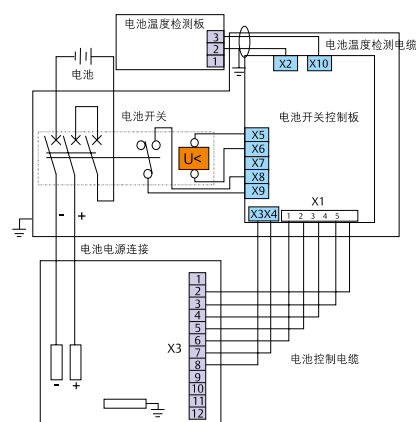 电池温度检测板
3
2
1
电池温度检测电缆
X2
X10
电池
电池开关
电池开关控制板
U<
X5
X6
X7
X8
X9
X1
X3X4
1 2 3 4 5
- +
电池电源连接
X3
1
2
3
4
5
6
7
8
9
10
11
12
电池控制电缆
- +